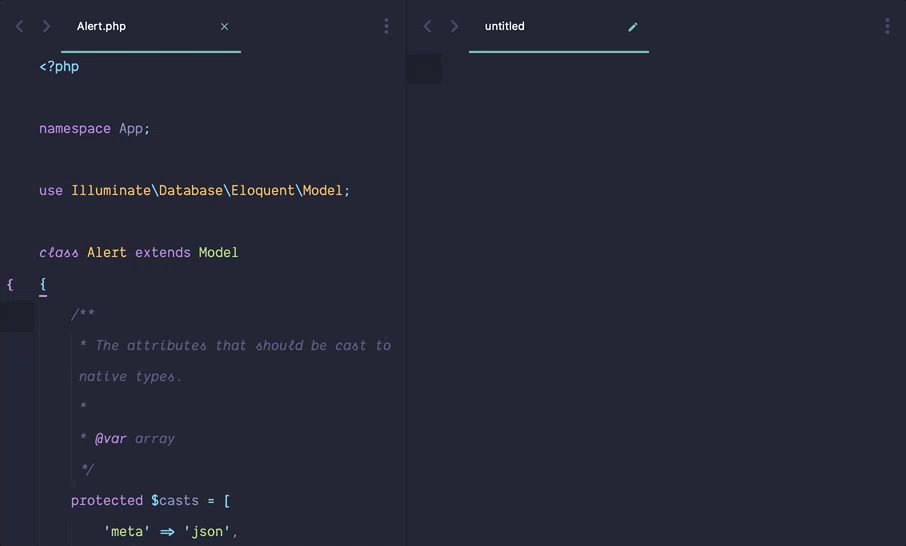 Alert.php
untitled
<?php
namespace App;
use Illuminate\Database\Eloquent\Model;
class Alert extends Model
{ {
/**
* The attributes that should be cast to
native types.
*
* @var array
*/
protected $casts = [
'meta' => 'json',